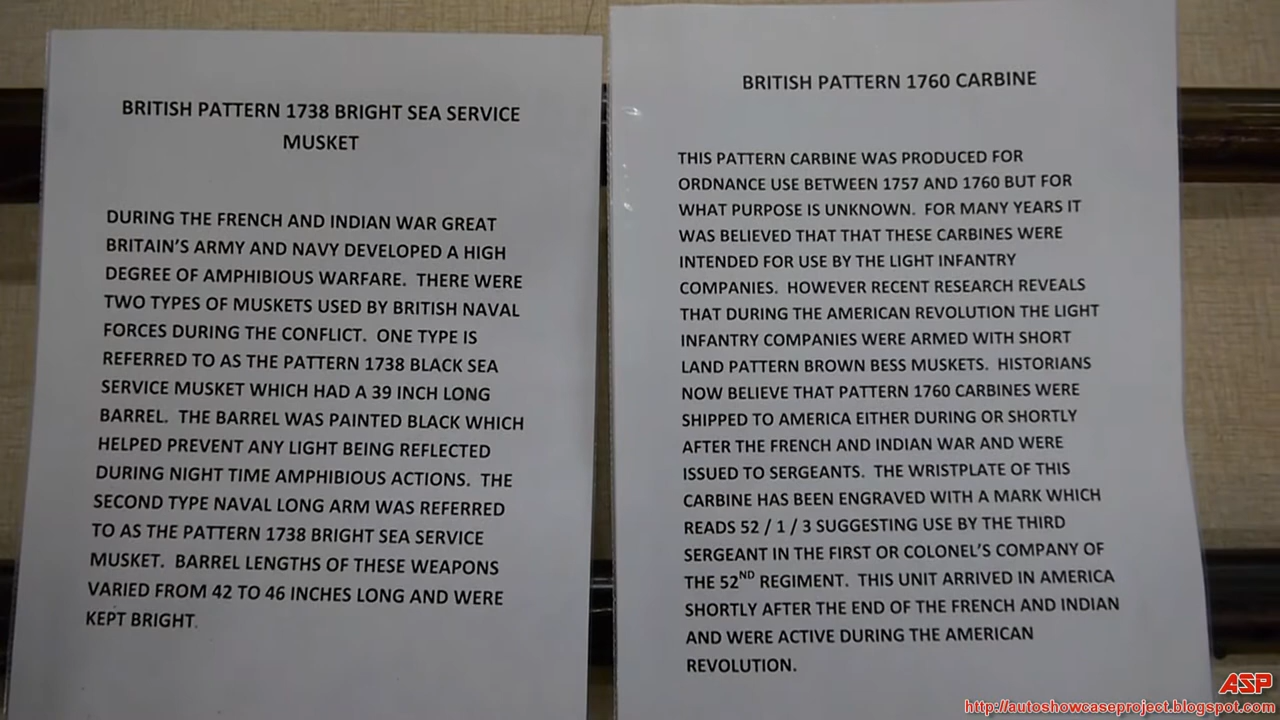 BRITISH PATTERN 1738 BRIGHT SEA SERVICE
MUSKET
DURING THE FRENCH AND INDIAN WAR GREAT
BRITAIN'S ARMY AND NAVY DEVELOPED A HIGH
DEGREE OF AMPHIBIOUS WARFARE. THERE WERE
TWO TYPES OF MUSKETS USED BY BRITISH NAVAL
FORCES DURING THE CONFLICT. ONE TYPE IS
REFERRED TO AS THE PATTERN 1738 BLACK SEA
SERVICE MUSKET WHICH HAD A 39 INCH LONG
BARREL. THE BARREL WAS PAINTED BLACK WHICH
HELPED PREVENT ANY LIGHT BEING REFLECTED
DURING NIGHT TIME AMPHIBIOUS ACTIONS. THE
SECOND TYPE NAVAL LONG ARM WAS REFERRED
TO AS THE PATTERN 1738 BRIGHT SEA SERVICE
MUSKET. BARREL LENGTHS OF THESE WEAPONS
VARIED FROM 42 TO 46 INCHES LONG AND WERE
KEPT BRIGHT.
BRITISH PATTERN 1760 CARBINE
THIS PATTERN CARBINE WAS PRODUCED FOR
ORDNANCE USE BETWEEN 1757 AND 1760 BUT FOR
WHAT PURPOSE IS UNKNOWN. FOR MANY YEARS IT
WAS BELIEVED THAT THAT THESE CARBINES WERE
INTENDED FOR USE BY THE LIGHT INFANTRY
COMPANIES. HOWEVER RECENT RESEARCH REVEALS
THAT DURING THE AMERICAN REVOLUTION THE LIGHT
INFANTRY COMPANIES WERE ARMED WITH SHORT
LAND PATTERN BROWN BESS MUSKETS. HISTORIANS
NOW BELIEVE THAT PATTERN 1760 CARBINES WERE
SHIPPED TO AMERICA EITHER DURING OR SHORTLY
AFTER THE FRENCH AND INDIAN WAR AND WERE
ISSUED TO SERGEANTS. THE WRISTPLATE OF THIS
CARBINE HAS BEEN ENGRAVED WITH A MARK WHICH
READS 52 / 1 / 3 SUGGESTING USE BY THE THIRD
SERGEANT IN THE FIRST OR COLONEL'S COMPANY OF
THE 52ND REGIMENT. THIS UNIT ARRIVED IN AMERICA
SHORTLY AFTER THE END OF THE FRENCH AND INDIAN
AND WERE ACTIVE DURING THE AMERICAN
REVOLUTION.
ASP
http://autoshowcaseproject.blogspot.com